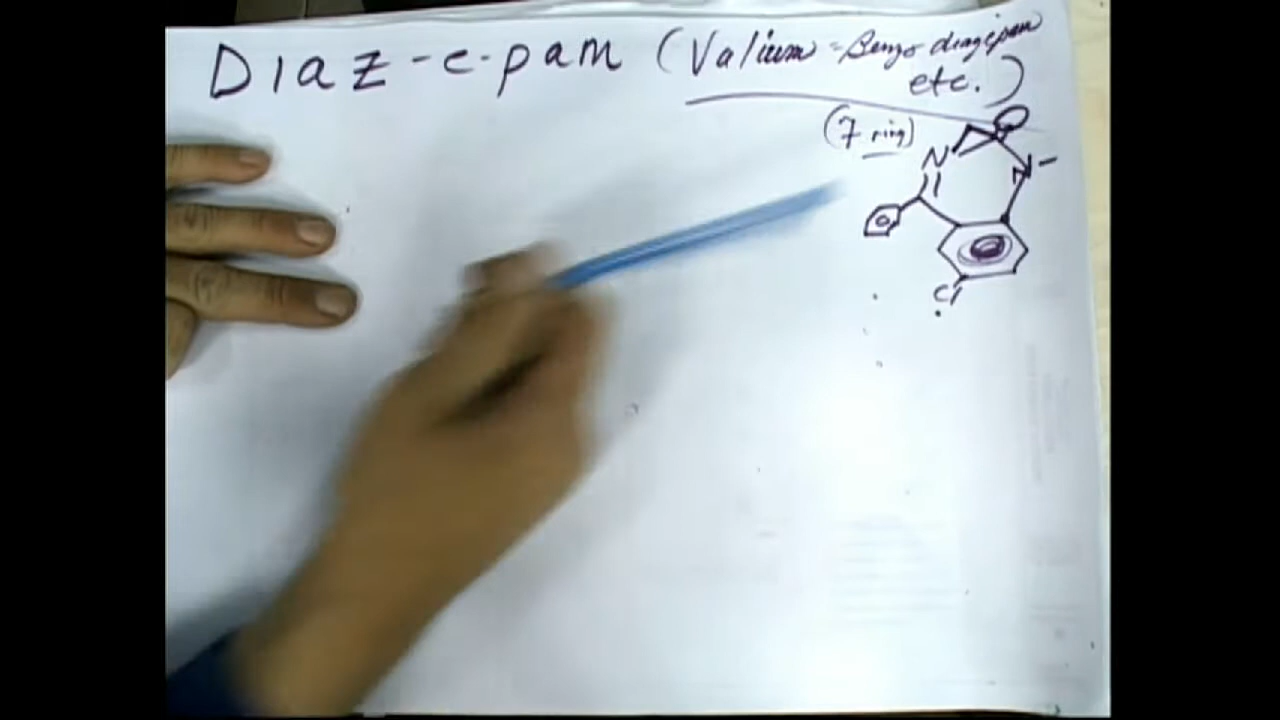 Diaz-e-pam (Valium = Benzo diazepam
etc.)
(7 ring)
N
N
Cl